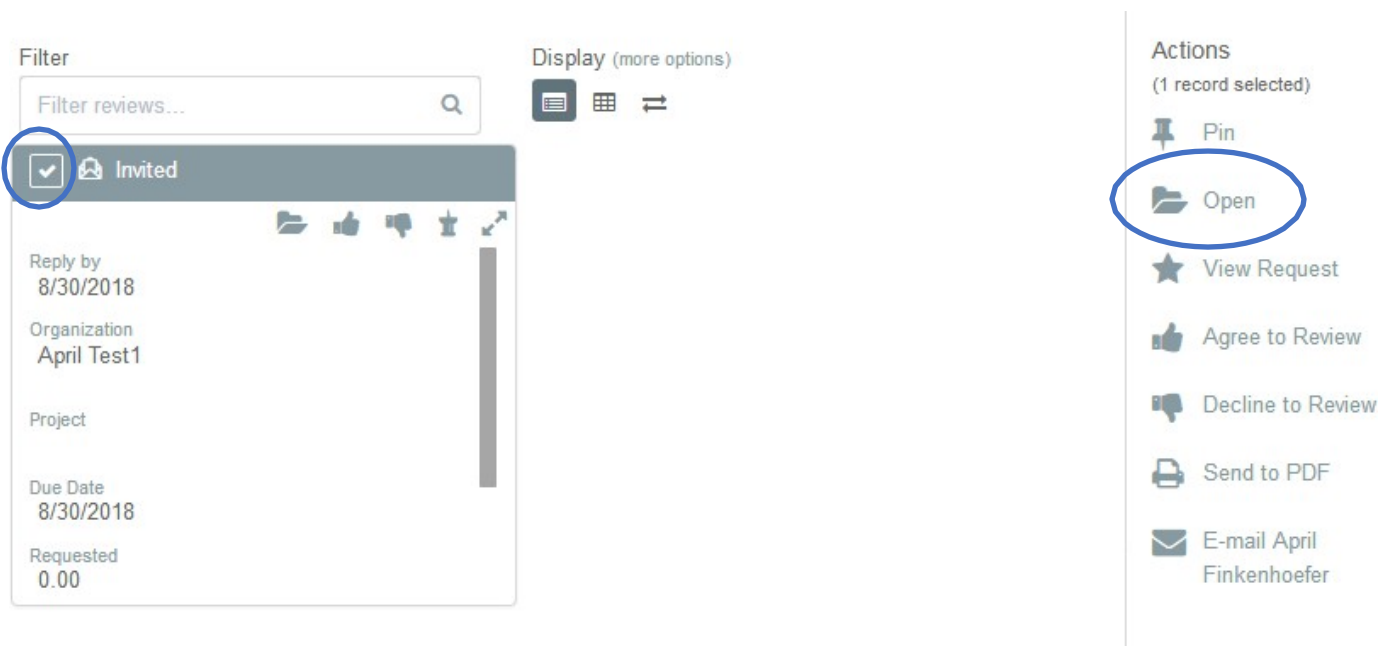 Filter
Filter reviews...
Invited
Reply by
8/30/2018
Organization
April Test1
Project
Due Date
8/30/2018
Requested
0.00
Display (more options)
Actions
(1 record selected)
Pin
Open
View Request
Agree to Review
Decline to Review
Send to PDF
E-mail April
Finkenhoefer